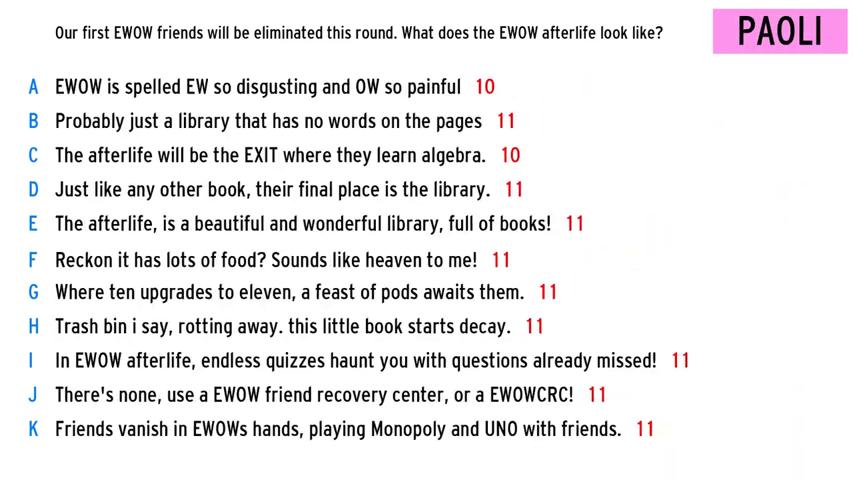 Our first EWOW friends will be eliminated this round. What does the EWOW afterlife look like?
PAOLI
A EWOW is spelled EW so disgusting and OW so painful 10
B Probably just a library that has no words on the pages 11
C The afterlife will be the EXIT where they learn algebra. 10
D Just like any other book, their final place is the library. 11
E The afterlife, is a beautiful and wonderful library, full of books! 11
F Reckon it has lots of food? Sounds like heaven to me! 11
G Where ten upgrades to eleven, a feast of pods awaits them. 11
H Trash bin i say, rotting away. this little book starts decay. 11
I In EWOW afterlife, endless quizzes haunt you with questions already missed! 11
J There's none, use a EWOW friend recovery center, or a EWOWCRC! 11
K Friends vanish in EWOWs hands, playing Monopoly and UNO with friends. 11